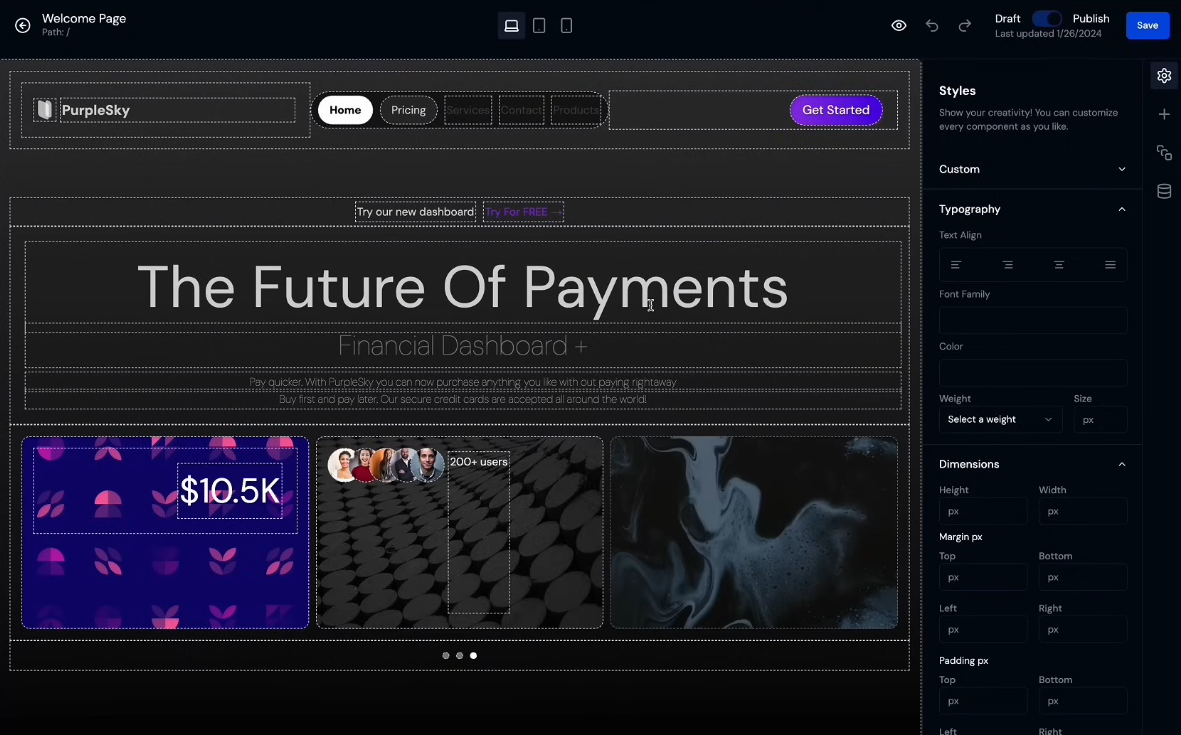 Welcome Page
Path: /
Draft Publish
Last updated 1/26/2024
Save
PurpleSky
Home
Pricing
Services
Contact
Products
Get Started
Try our new dashboard Try For FREE →
The Future Of Payments
Financial Dashboard +
Pay quicker. With PurpleSky you can now purchase anything you like with out paying rightaway
Buy first and pay later. Our secure credit cards are accepted all around the world!
$10.5K
200+ users
Styles
Show your creativity! You can customize
every component as you like.
Custom
Typography
Text Align
Font Family
Color
Weight Size
Select a weight px
Dimensions
Height Width
px px
Margin px
Top Bottom
px px
Left Right
px px
Padding px
Top Bottom
px px
Left Right